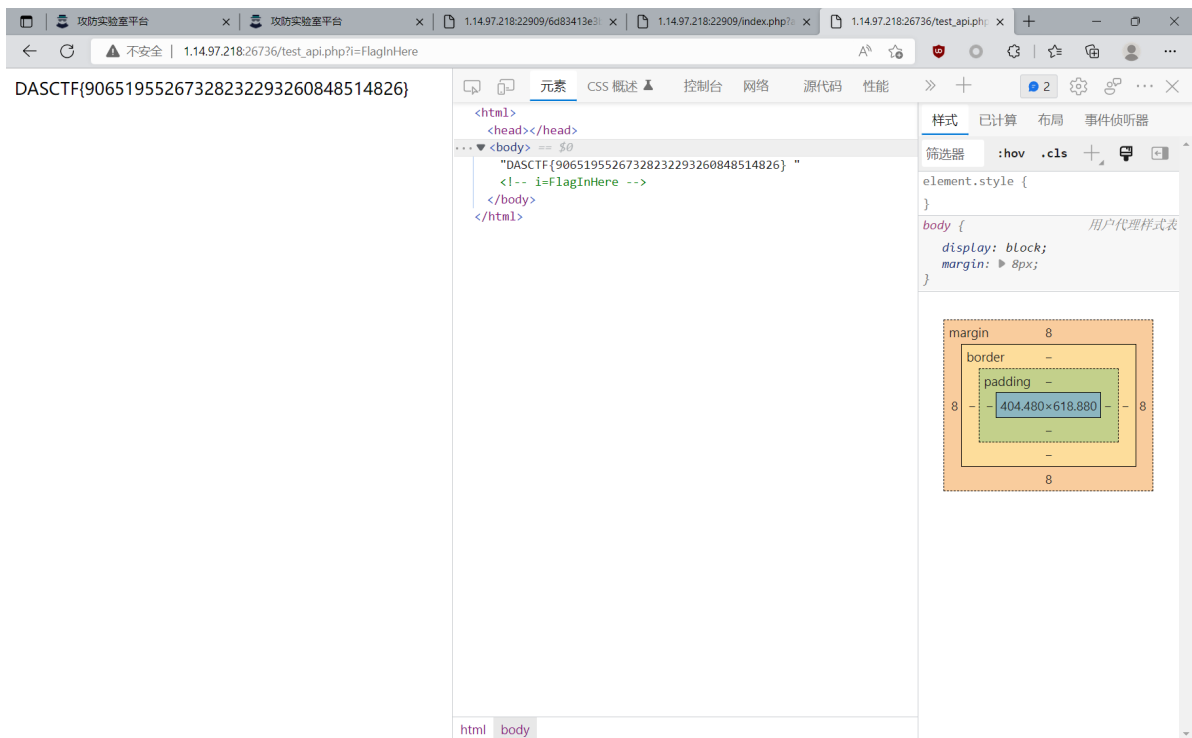 攻防实验室平台
攻防实验室平台
1.14.97.218:22909/6d83413e3
1.14.97.218:22909/index.php?
1.14.97.218:26736/test_api.php
不安全 | 1.14.97.218:26736/test_api.php?i=FlagInHere
DASCTF{90651955267328232293260848514826}
元素 CSS 概述 控制台 网络 源代码 性能 » 2
<html>
<head></head>
··· ▼ <body> == $0
"DASCTF{90651955267328232293260848514826} "
<!-- i=FlagInHere -->
</body>
</html>
html body
样式 已计算 布局 事件侦听器
筛选器 :hov .cls
element.style {
}
body { 用户代理样式表
display: block;
margin: ▶ 8px;
}
margin 8
border –
padding –
8 – – 404.480×618.880 – – 8
–
–
8